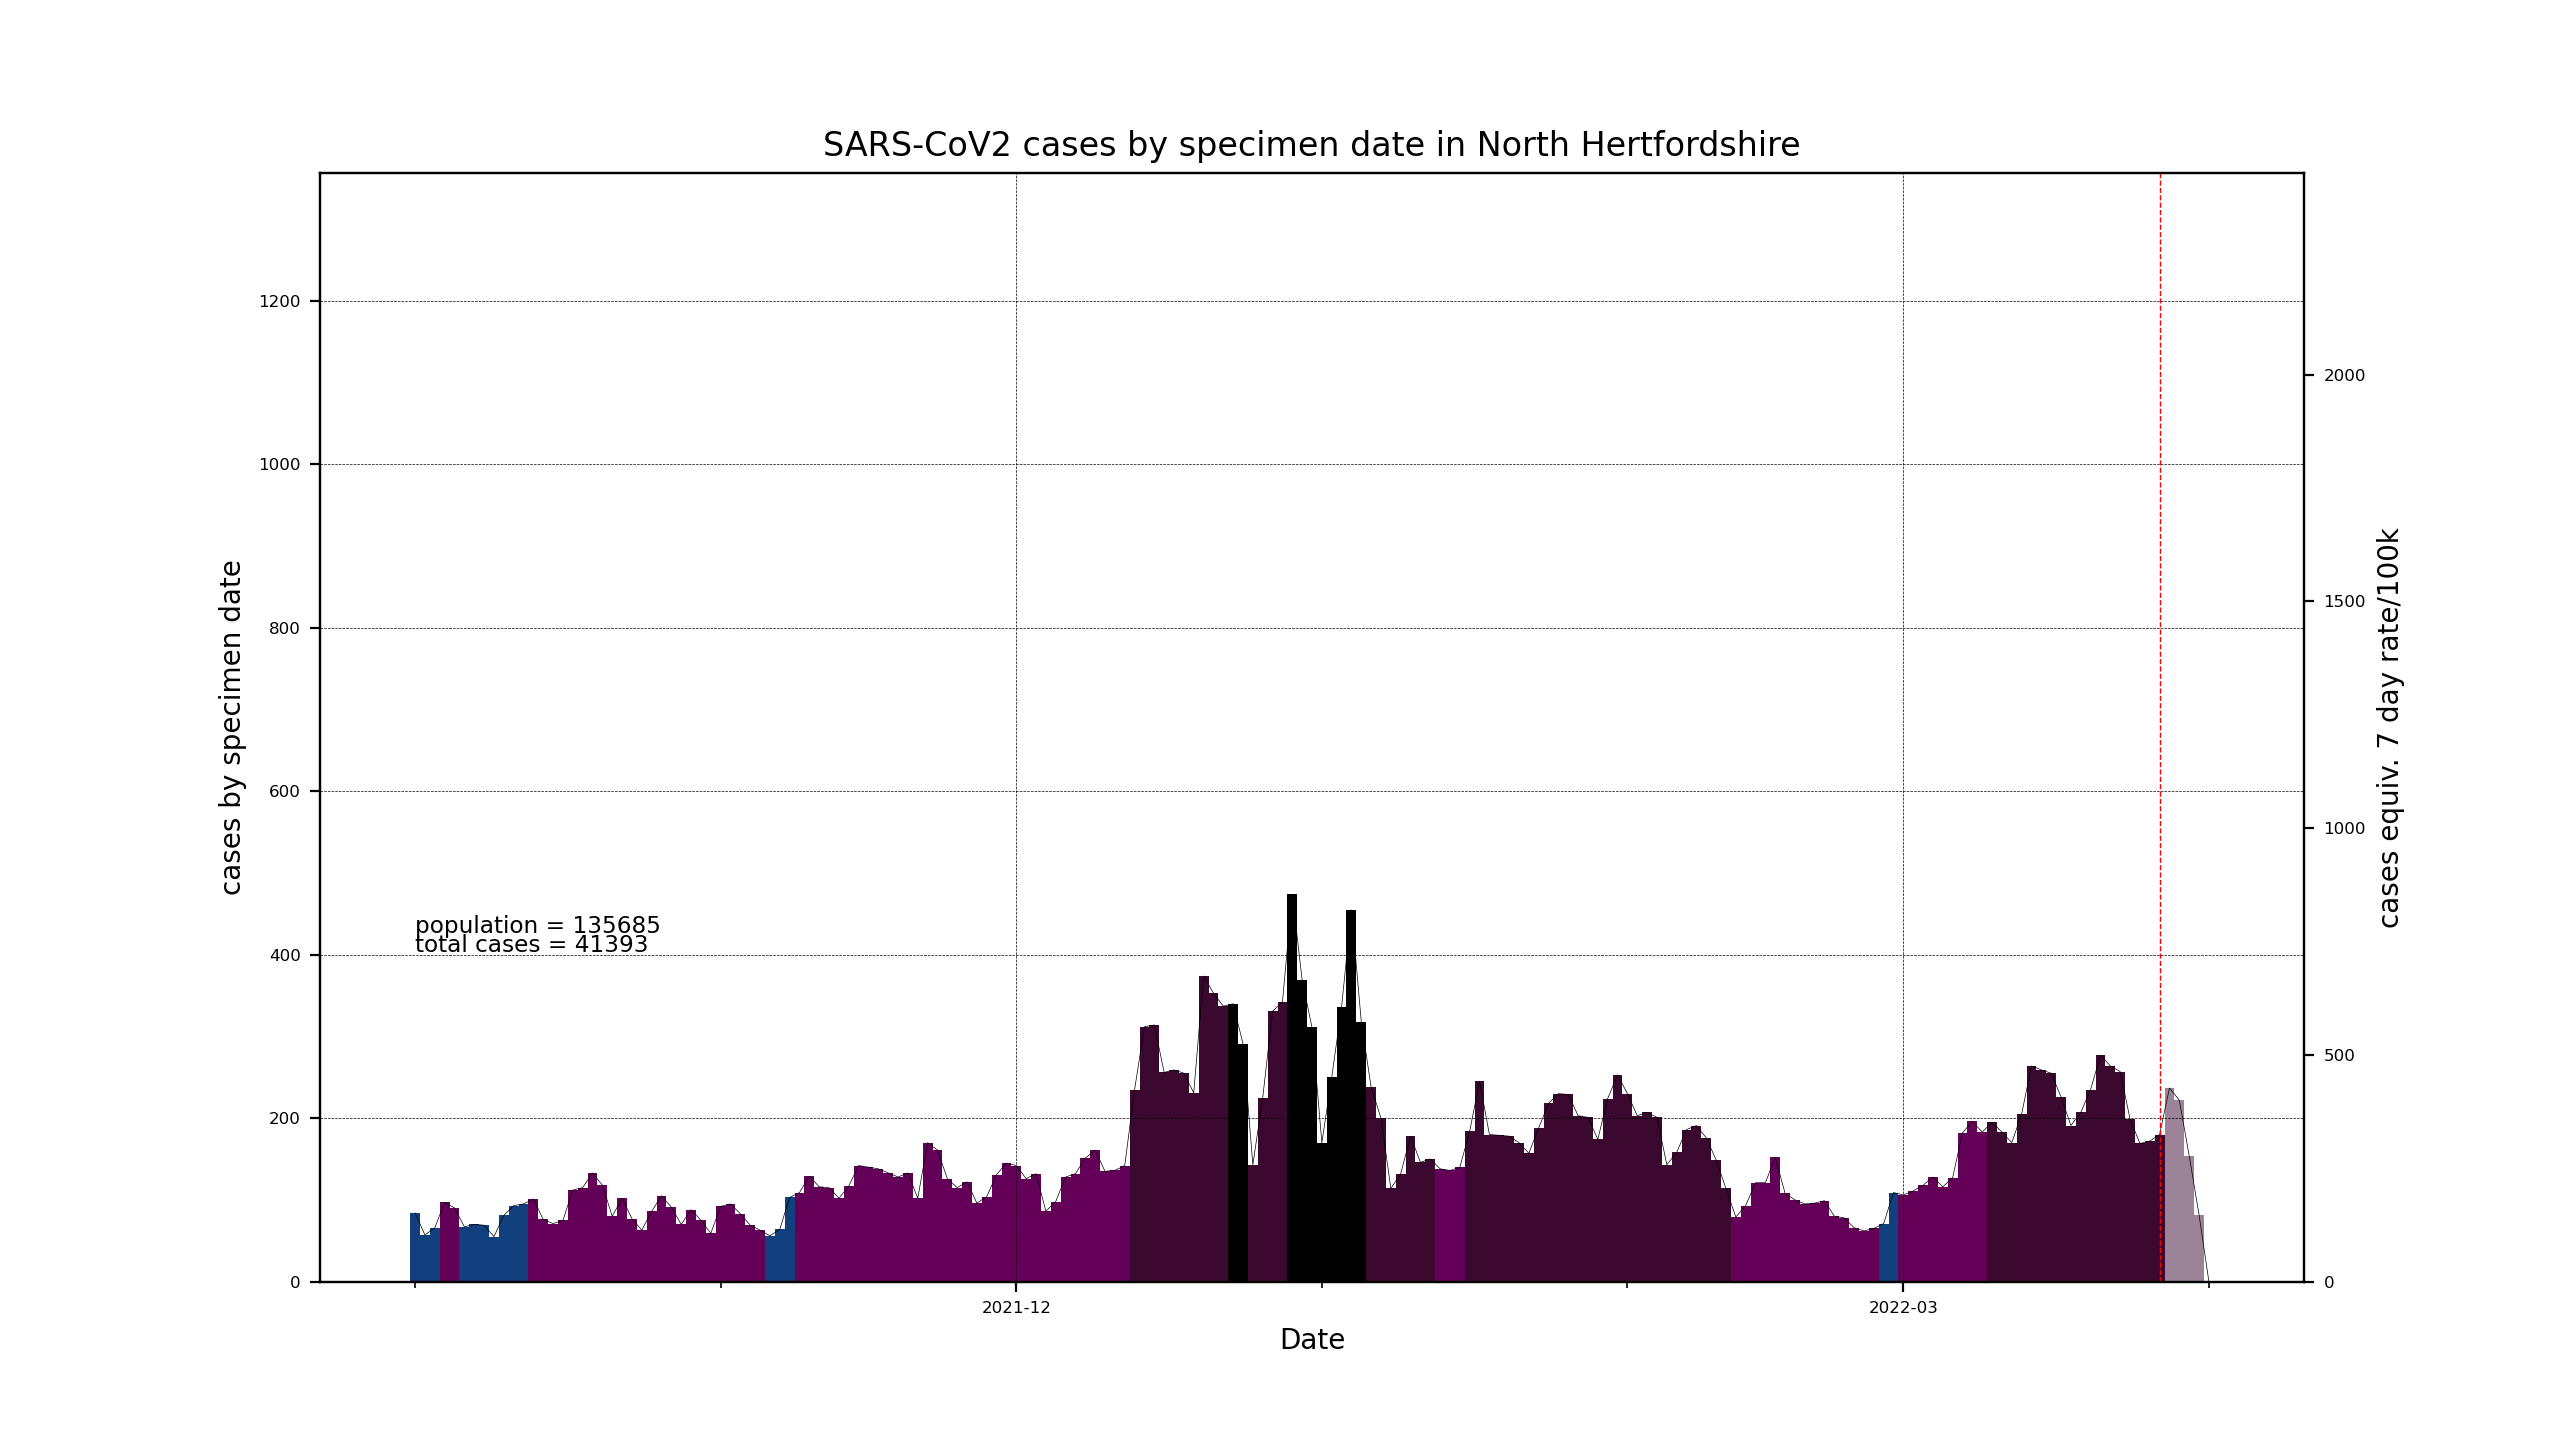 SARS-CoV2 cases by specimen date in North Hertfordshire
cases by specimen date
1200
1000
800
600
400
200
0
population = 135685
total cases = 41393
2000
1500
1000
500
0
cases equiv. 7 day rate/100k
2021-12
2022-03
Date